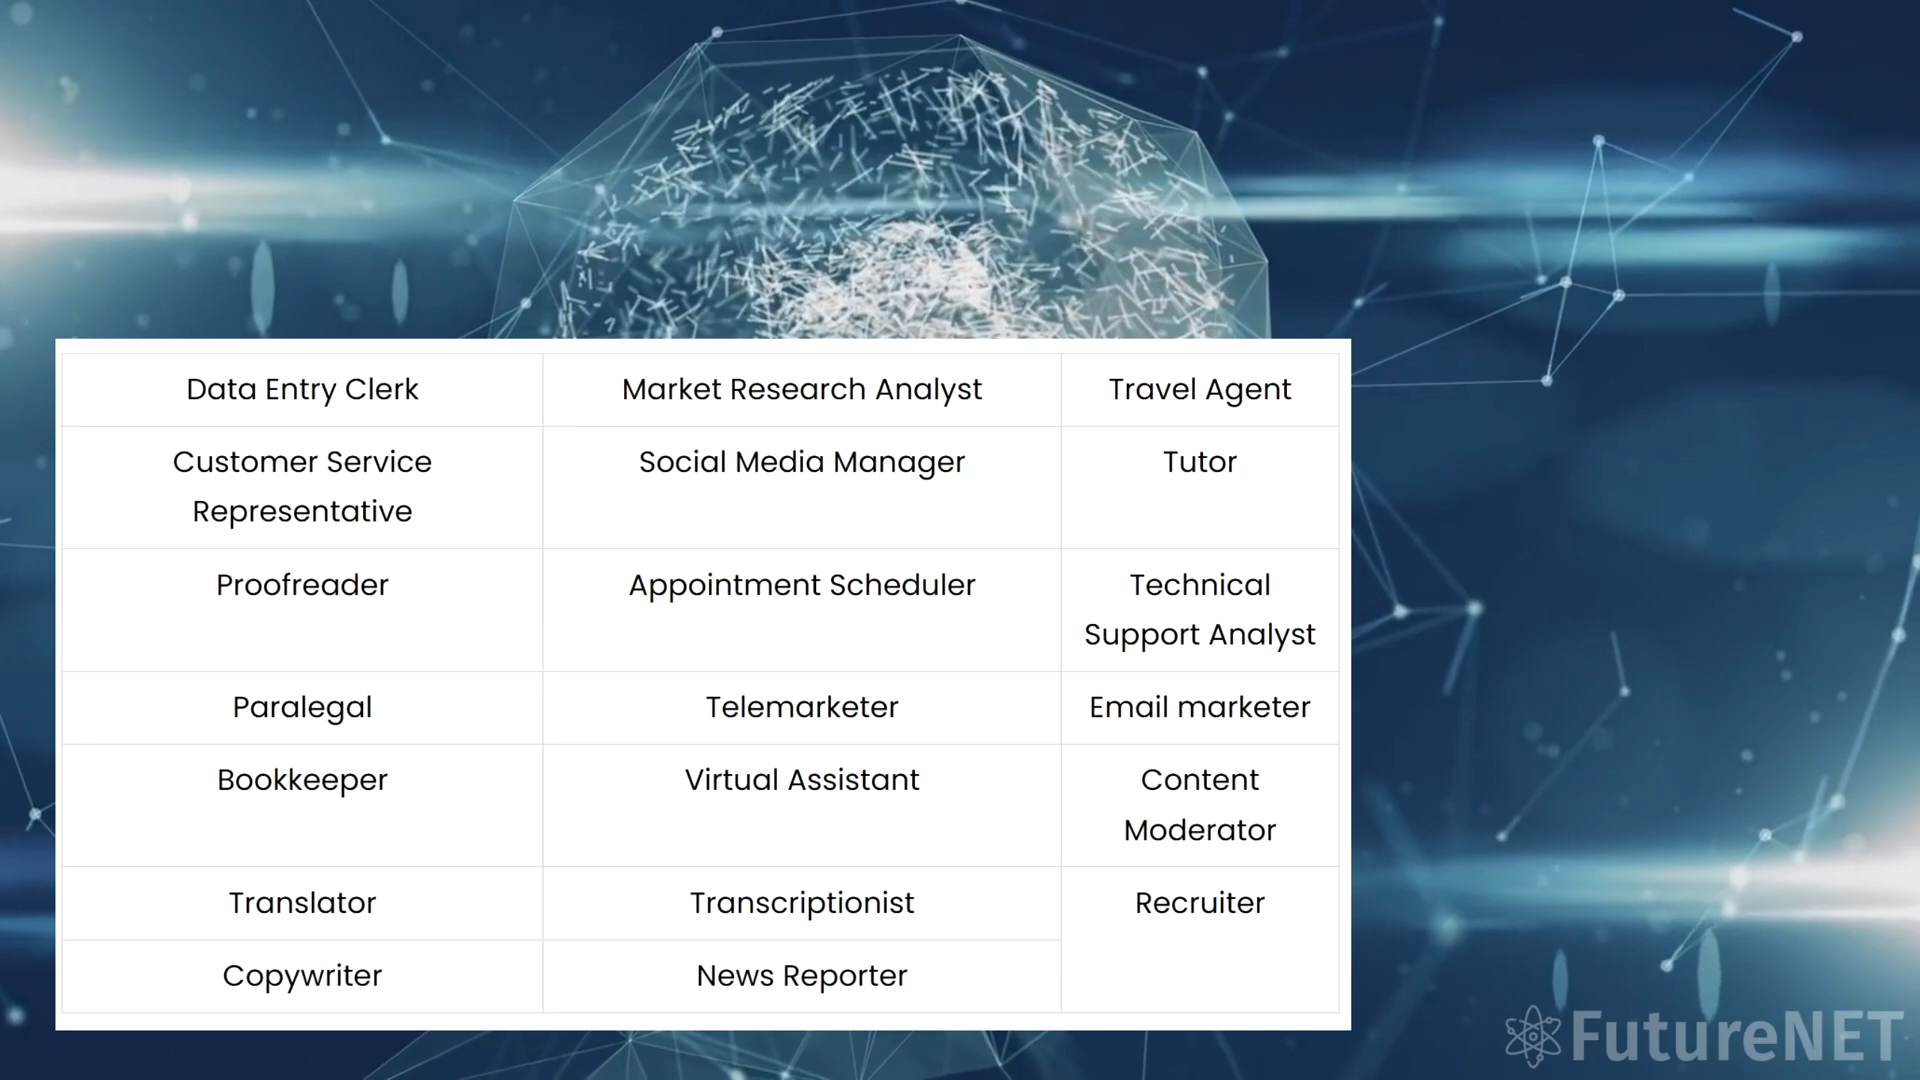 Data Entry Clerk
Market Research Analyst
Travel Agent
Customer Service
Representative
Social Media Manager
Tutor
Proofreader
Appointment Scheduler
Technical
Support Analyst
Paralegal
Telemarketer
Email marketer
Bookkeeper
Virtual Assistant
Content
Moderator
Translator
Transcriptionist
Recruiter
Copywriter
News Reporter
FutureNET